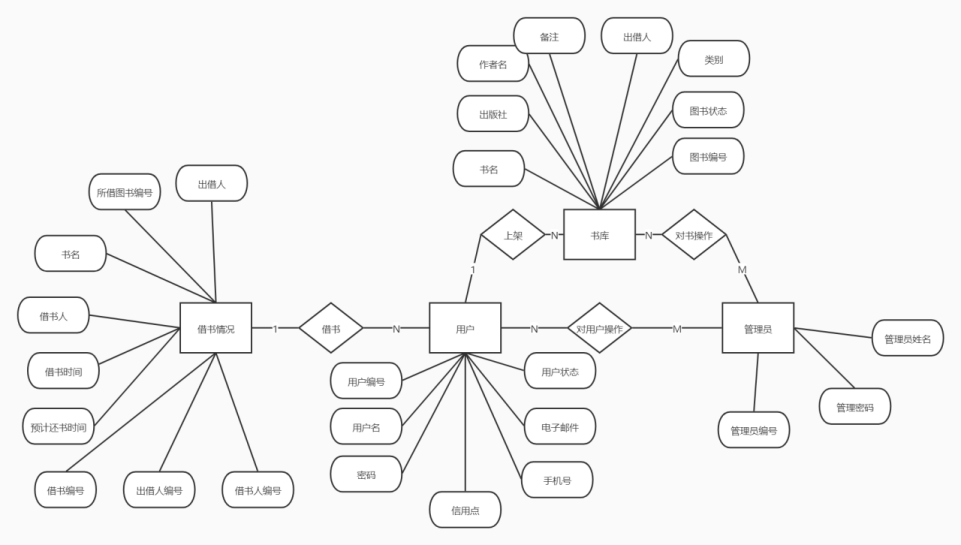 备注
出借人
作者名
类别
出版社
图书状态
图书编号
书名
出借人
所借图书编号
上架
N
书库
N
对书操作
书名
1
M
借书人
借书情况
1
借书
N
用户
N
对用户操作
M
管理员
管理员姓名
借书时间
用户编号
用户状态
管理密码
预计还书时间
用户名
电子邮件
管理员编号
密码
手机号
借书编号
出借人编号
借书人编号
信用点